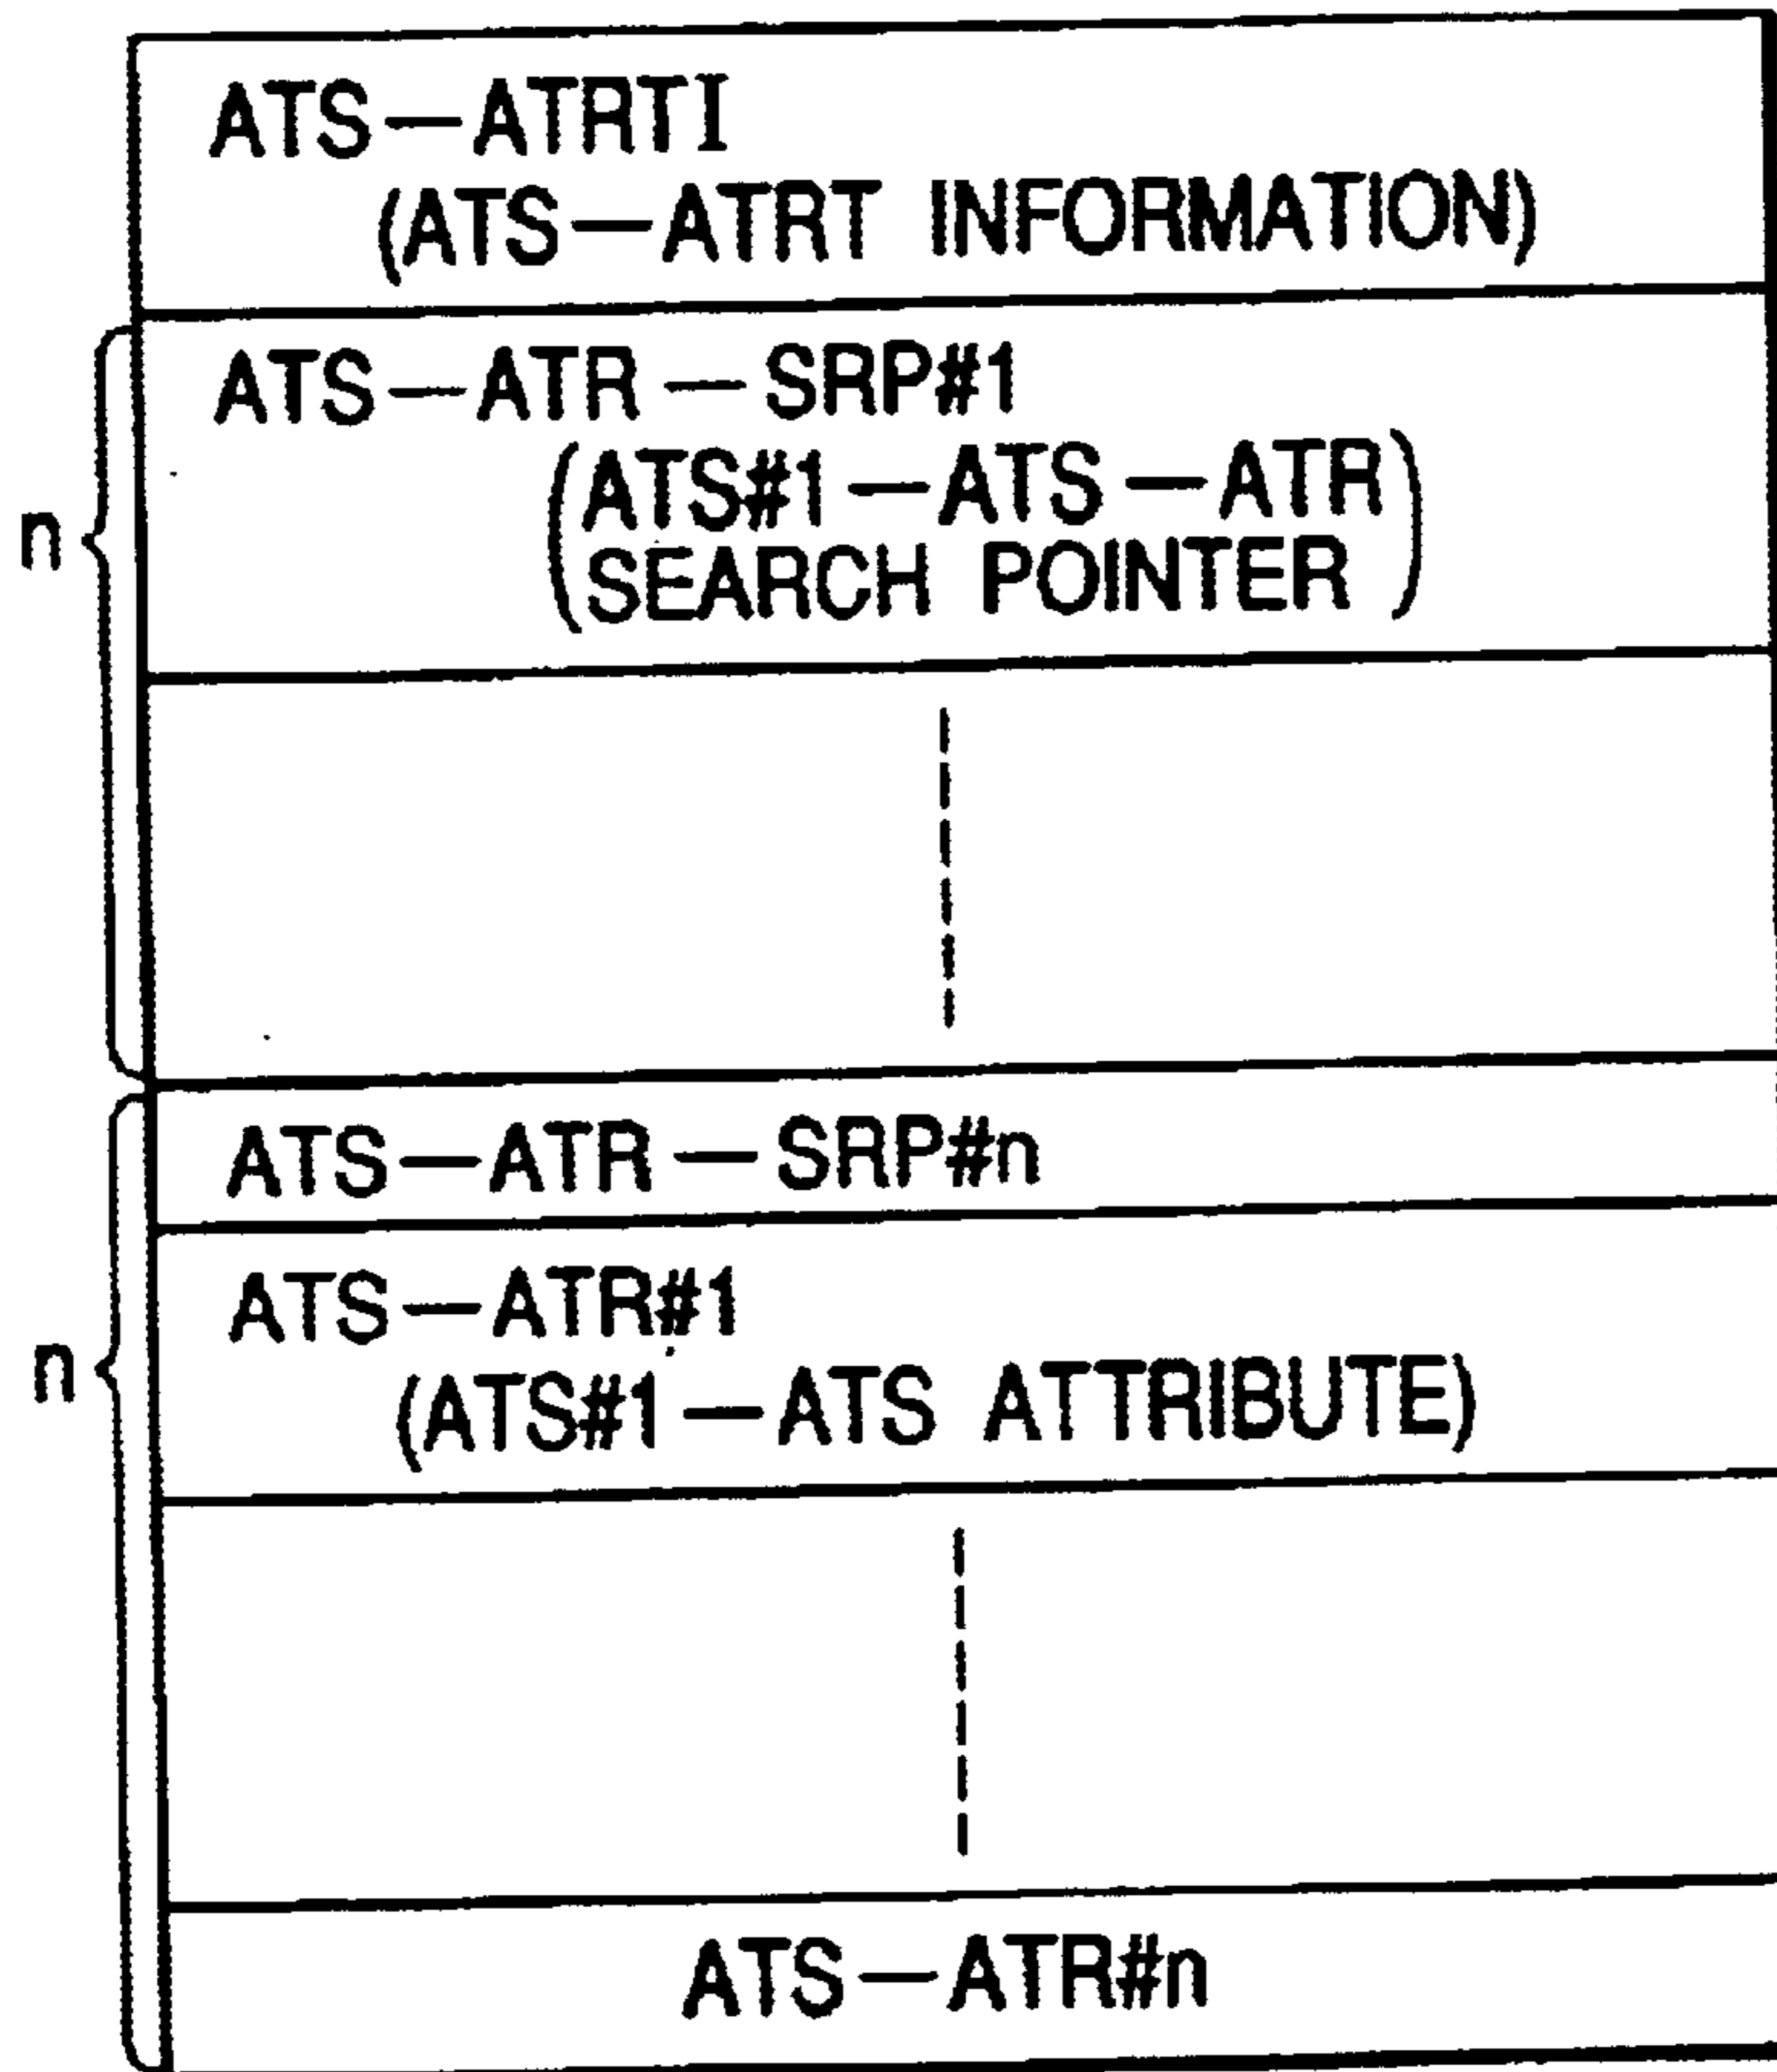 ATS—ATRTI
(ATS—ATRT INFORMATION)
ATS—ATR—SRP#1
(ATS#1—ATS—ATR
SEARCH POINTER)
n
ATS—ATR—SRP#n
ATS—ATR#1
n
(ATS#1—ATS ATTRIBUTE)
ATS—ATR#n